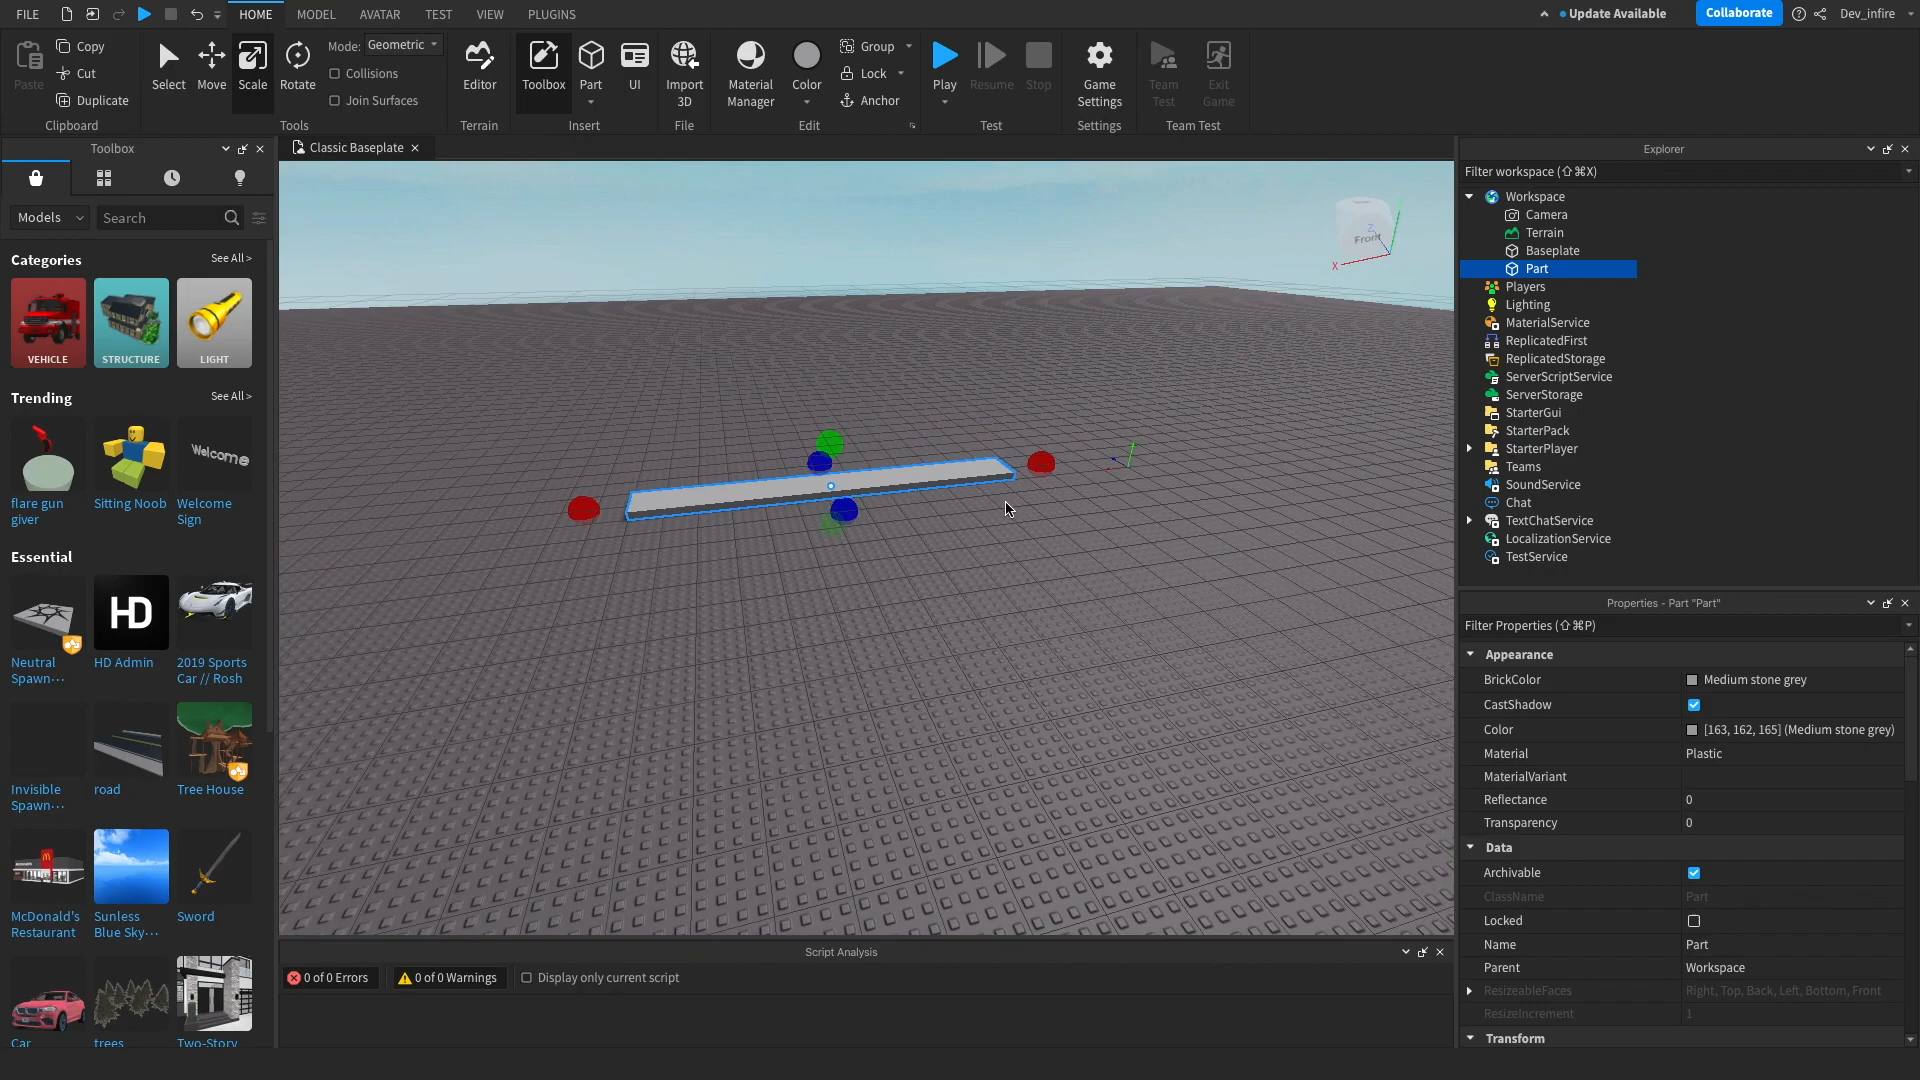 FILE HOME MODEL AVATAR TEST VIEW PLUGINS Update Available Collaborate Dev_infire
Paste Copy Cut Duplicate Clipboard
Select Move Scale Rotate Mode: Geometric Collisions Join Surfaces Tools
Editor Terrain
Toolbox Part UI Insert
Import 3D File
Material Manager Color Group Lock Anchor Edit
Play Resume Stop Test
Game Settings Settings
Team Test Exit Game Team Test
Toolbox
Models Search
Categories See All >
VEHICLE STRUCTURE LIGHT
Trending See All >
Welcome
flare gun giver
Sitting Noob
Welcome Sign
Essential
HD
Neutral Spawn...
HD Admin
2019 Sports Car // Rosh
Invisible Spawn...
road
Tree House
McDonald's Restaurant
Sunless Blue Sky...
Sword
Car
trees
Two-Story
Classic Baseplate
Front
X
Z
Script Analysis
0 of 0 Errors 0 of 0 Warnings Display only current script
Explorer
Filter workspace (⇧⌘X)
Workspace
Camera
Terrain
Baseplate
Part
Players
Lighting
MaterialService
ReplicatedFirst
ReplicatedStorage
ServerScriptService
ServerStorage
StarterGui
StarterPack
StarterPlayer
Teams
SoundService
Chat
TextChatService
LocalizationService
TestService
Properties - Part "Part"
Filter Properties (⇧⌘P)
Appearance
BrickColor Medium stone grey
CastShadow
Color [163, 162, 165] (Medium stone grey)
Material Plastic
MaterialVariant
Reflectance 0
Transparency 0
Data
Archivable
ClassName Part
Locked
Name Part
Parent Workspace
ResizeableFaces Right, Top, Back, Left, Bottom, Front
ResizeIncrement 1
Transform